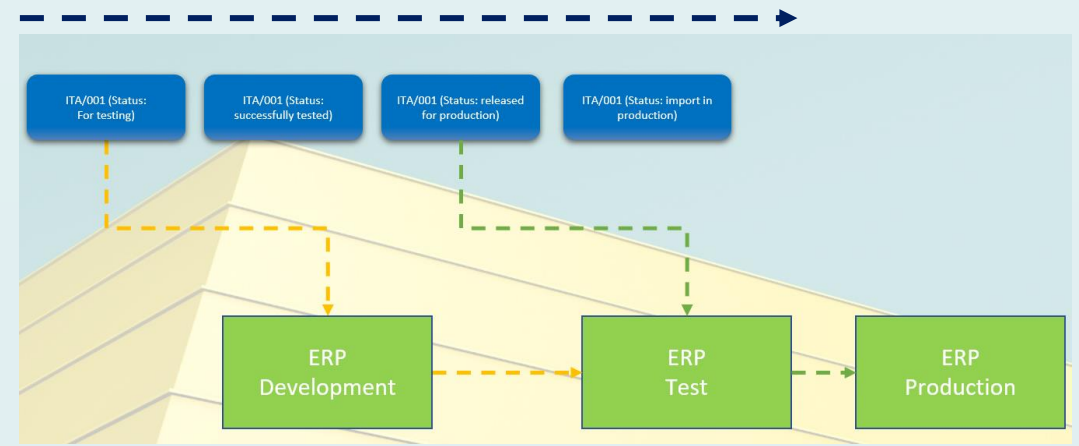 ITA/001 (Status:
For testing)
ITA/001 (Status:
successfully tested)
ITA/001 (Status: released
for production)
ITA/001 (Status: import in
production)
ERP
Development
ERP
Test
ERP
Production